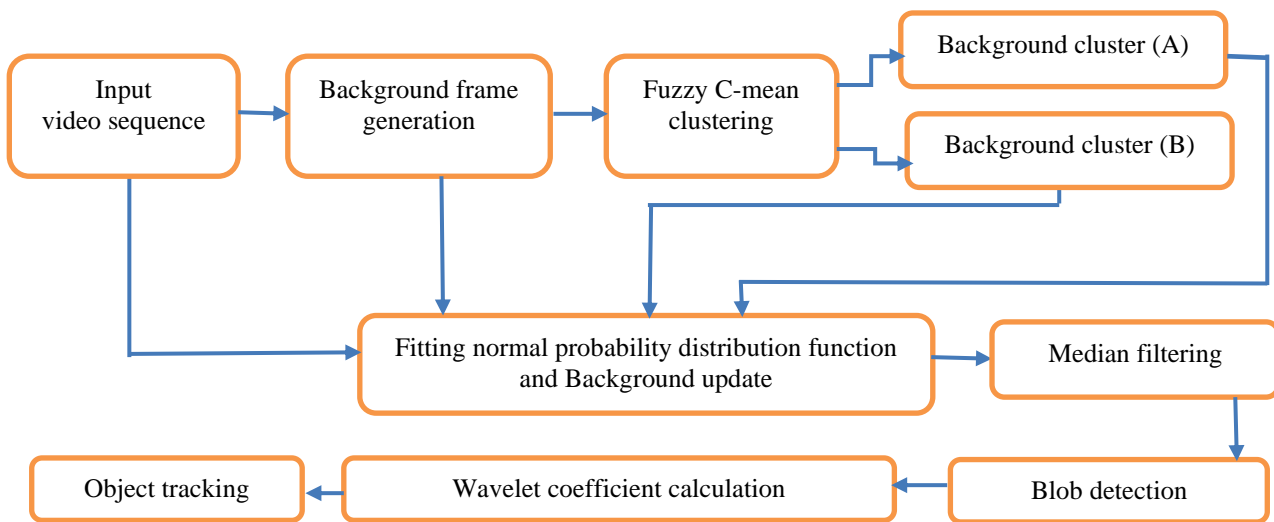 Input
video sequence
Background frame
generation
Fuzzy C-mean
clustering
Background cluster (A)
Background cluster (B)
Fitting normal probability distribution function
and Background update
Median filtering
Object tracking
Wavelet coefficient calculation
Blob detection